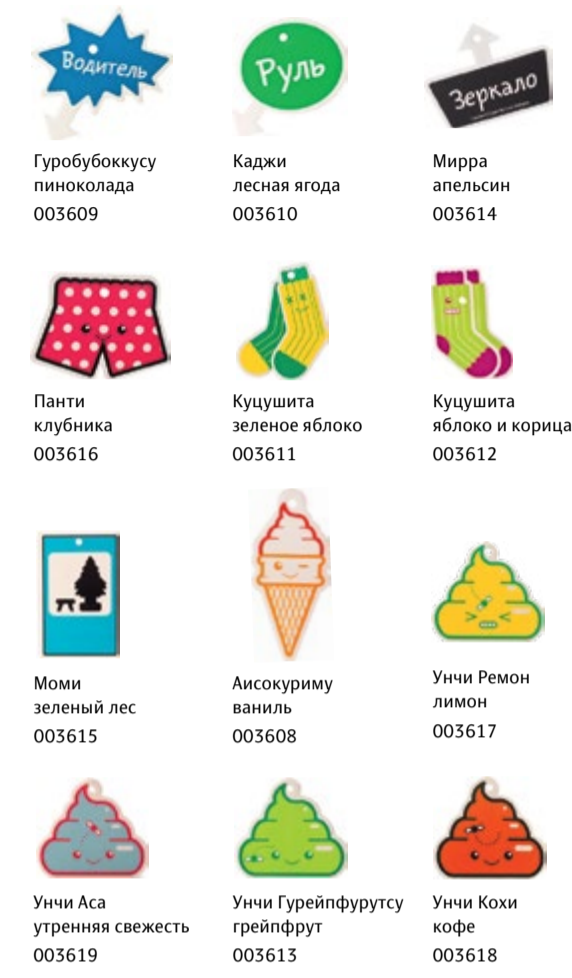 Водитель
Руль
Зеркало
Гуробубоккусу
пиноколада
003609
Каджи
лесная ягода
003610
Мирра
апельсин
003614
Панти
клубника
003616
Куцушита
зеленое яблоко
003611
Куцушита
яблоко и корица
003612
Моми
зеленый лес
003615
Аисокуриму
ваниль
003608
Унчи Ремон
лимон
003617
Унчи Аса
утренняя свежесть
003619
Унчи Гурейпфурутсу
грейпфрут
003613
Унчи Кохи
кофе
003618